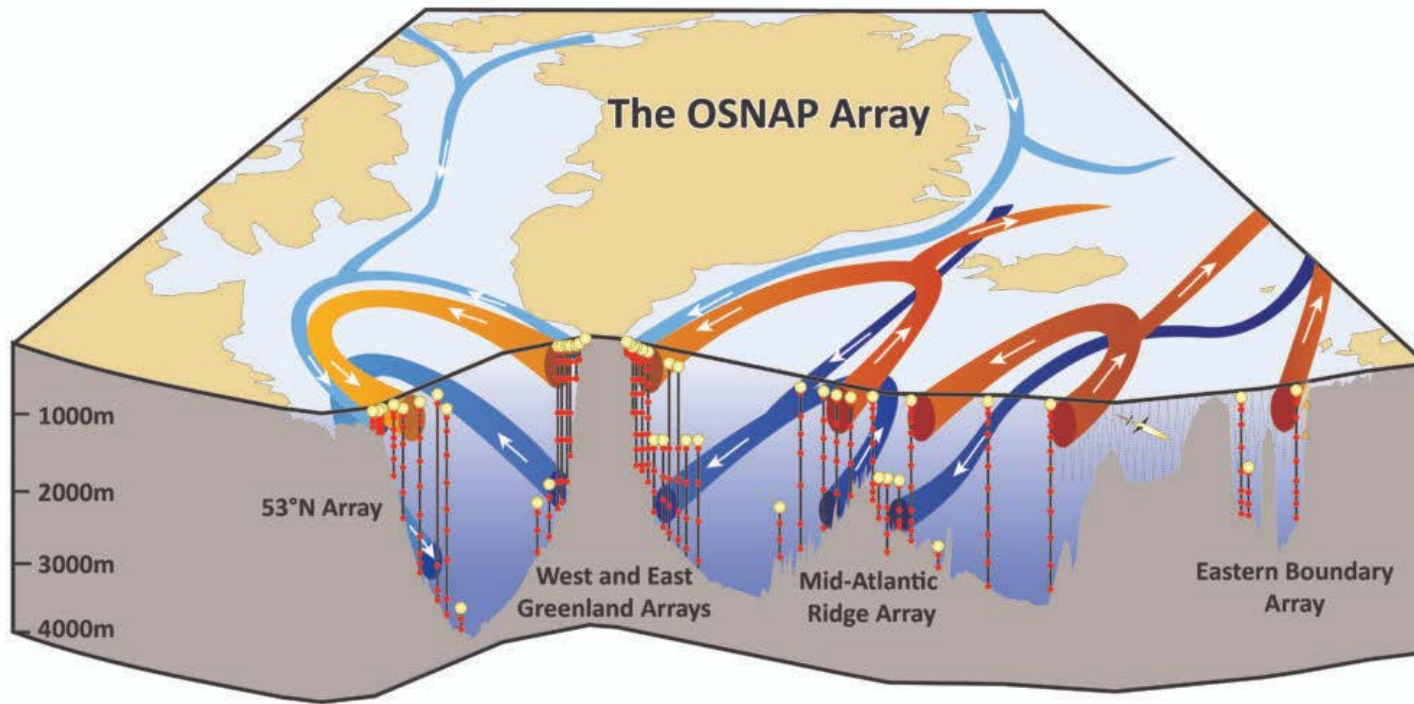 The OSNAP Array
1000m
2000m
3000m
4000m
53°N Array
West and East
Greenland Arrays
Mid-Atlantic
Ridge Array
Eastern Boundary
Array